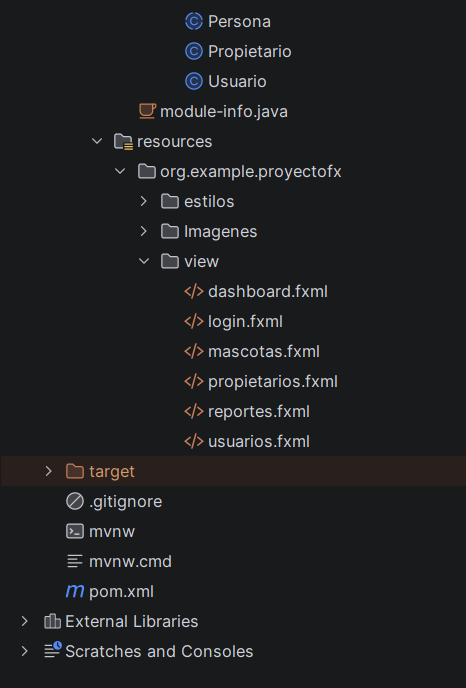 Persona
Propietario
Usuario
module-info.java
resources
org.example.proyectofx
estilos
Imagenes
view
dashboard.fxml
login.fxml
mascotas.fxml
propietarios.fxml
reportes.fxml
usuarios.fxml
target
.gitignore
mvnw
mvnw.cmd
pom.xml
External Libraries
Scratches and Consoles